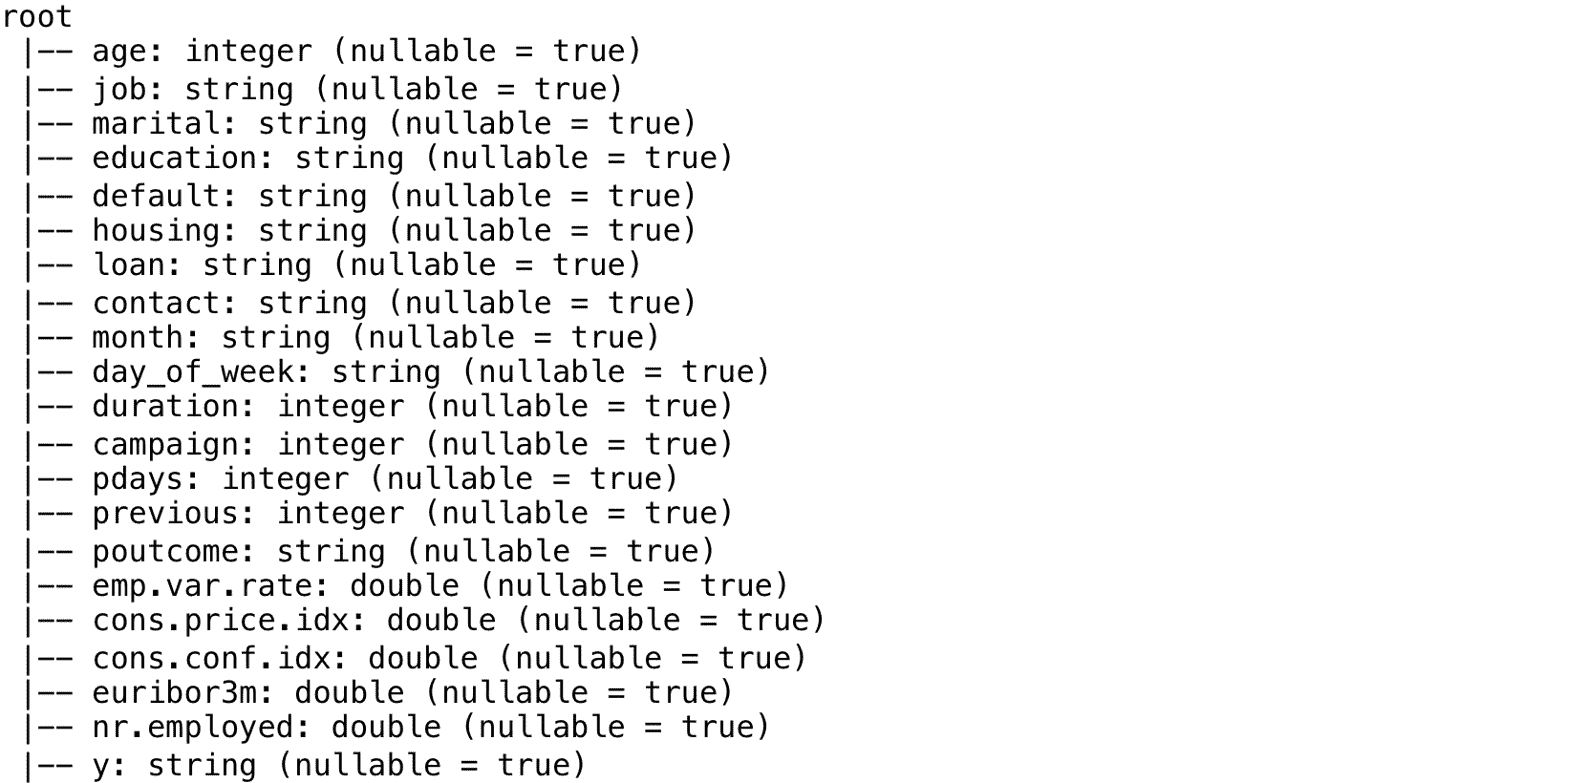 root
 |-- age: integer (nullable = true)
 |-- job: string (nullable = true)
 |-- marital: string (nullable = true)
 |-- education: string (nullable = true)
 |-- default: string (nullable = true)
 |-- housing: string (nullable = true)
 |-- loan: string (nullable = true)
 |-- contact: string (nullable = true)
 |-- month: string (nullable = true)
 |-- day_of_week: string (nullable = true)
 |-- duration: integer (nullable = true)
 |-- campaign: integer (nullable = true)
 |-- pdays: integer (nullable = true)
 |-- previous: integer (nullable = true)
 |-- poutcome: string (nullable = true)
 |-- emp.var.rate: double (nullable = true)
 |-- cons.price.idx: double (nullable = true)
 |-- cons.conf.idx: double (nullable = true)
 |-- euribor3m: double (nullable = true)
 |-- nr.employed: double (nullable = true)
 |-- y: string (nullable = true)